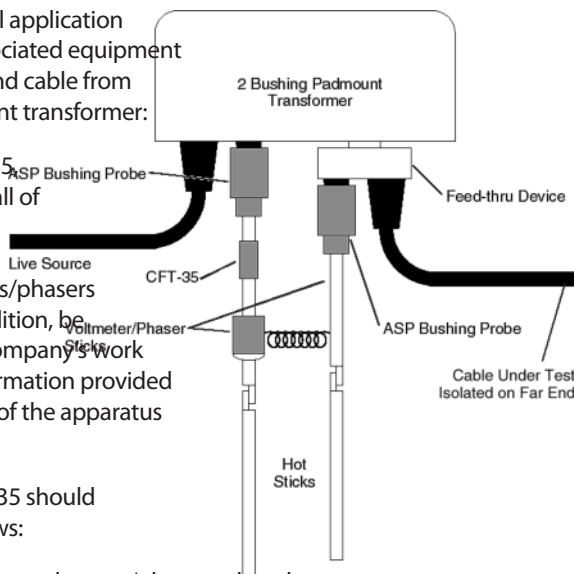 l application
ociated equipment
nd cable from
nt transformer:
5,
all of
s/phasers
dition, be
ompany's work
rmation provided
of the apparatus
35 should
ws:
2 Bushing Padmount
Transformer
ASP Bushing Probe
Feed-thru Device
Live Source
CFT-35
Voltmeter/Phaser
Sticks
ASP Bushing Probe
Cable Under Test
Isolated on Far End
Hot
Sticks